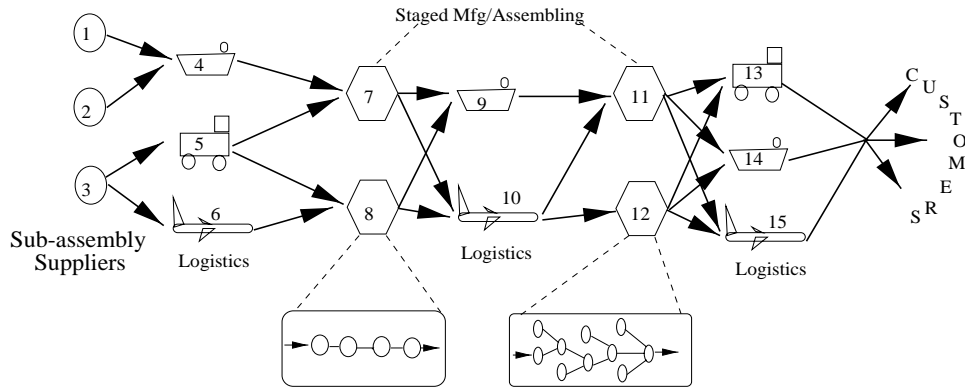 Staged Mfg/Assembling
1
2
3
4
5
6
7
8
9
10
11
12
13
14
15
Sub-assembly
Suppliers
Logistics
Logistics
CUSTOMERS